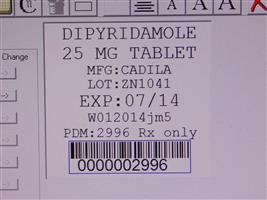 Change
DIPYRIDAMOLE
25 MG TABLET
MFG:CADILA
LOT:ZN1041
EXP:07/14
W012014jm5
PDM:2996 Rx only
0000002996